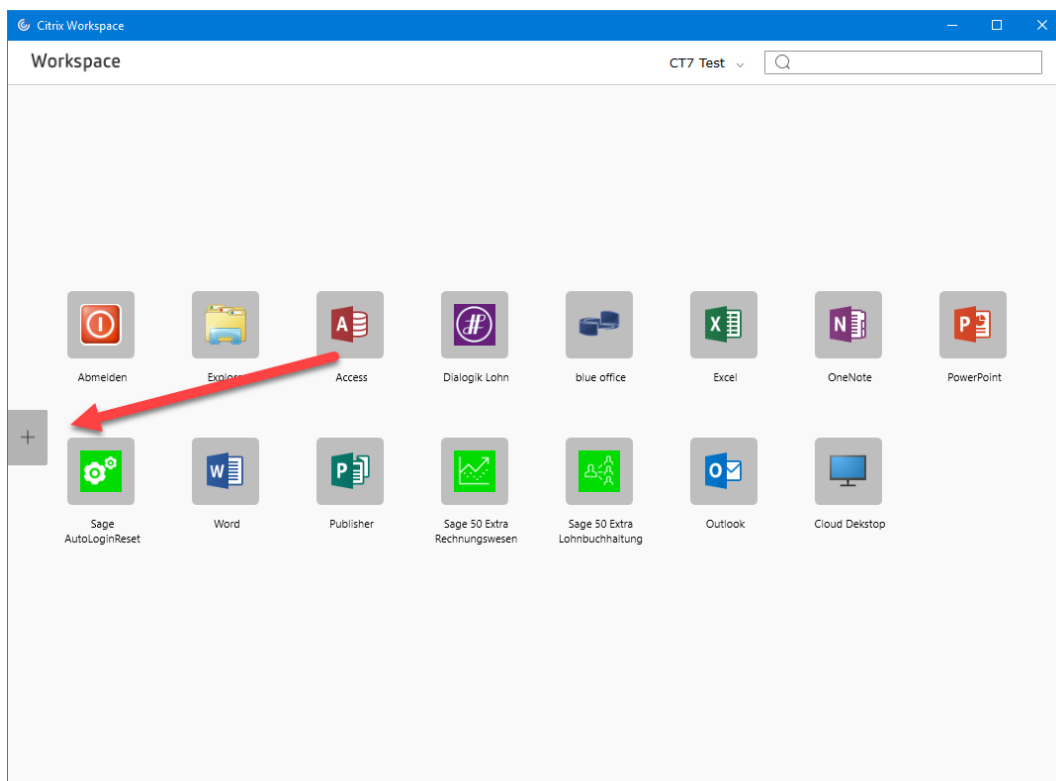 Citrix Workspace
Workspace
CT7 Test
Abmelden
Explorer
Access
Dialogik Lohn
blue office
Excel
OneNote
PowerPoint
Sage
AutoLoginReset
Word
Publisher
Sage 50 Extra
Rechnungswesen
Sage 50 Extra
Lohnbuchhaltung
Outlook
Cloud Dekstop